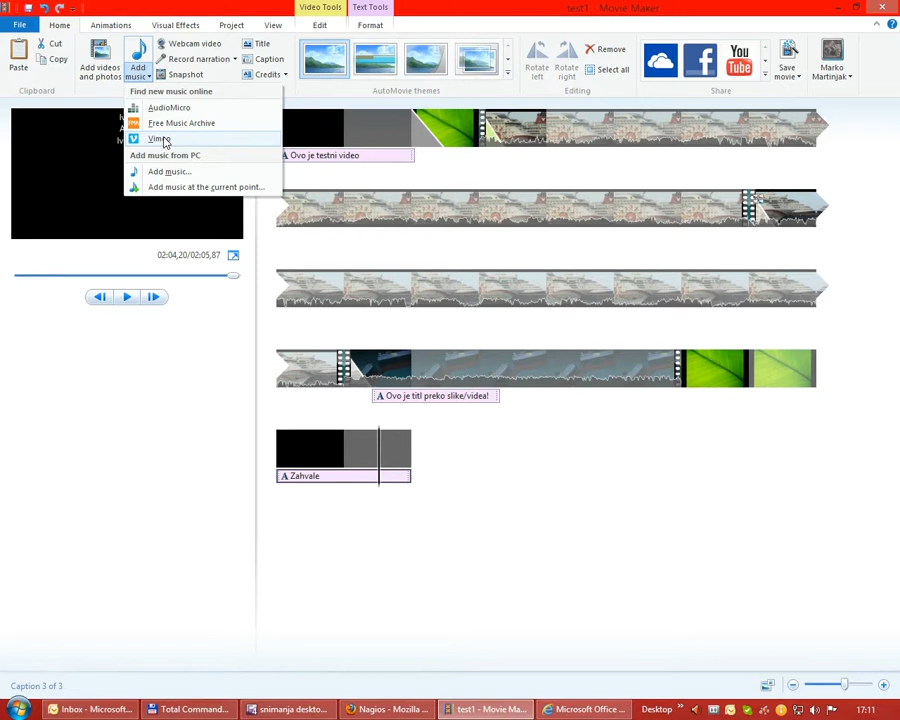 Video Tools
Text Tools
test1 - Movie Maker
File
Home
Animations
Visual Effects
Project
View
Edit
Format
Paste
Cut
Copy
Clipboard
Add videos
and photos
Add
music
Webcam video
Record narration
Snapshot
Title
Caption
Credits
AutoMovie themes
Rotate
left
Rotate
right
Remove
Select all
You
Tube
Share
Save
movie
Marko
Martinjak
Find new music online
AudioMicro
FMA
Free Music Archive
Add music from PC
Add music...
Add music at the current point...
02:04,20/02:05,87
A Ovo je testni video
A Ovo je titl preko slike/videa!
A Zahvale
Caption 3 of 3
Inbox - Microsoft...
Total Command...
snimanja deskto...
Nagios - Mozilla ...
test1 - Movie Ma...
Microsoft Office ...
Desktop
17:11